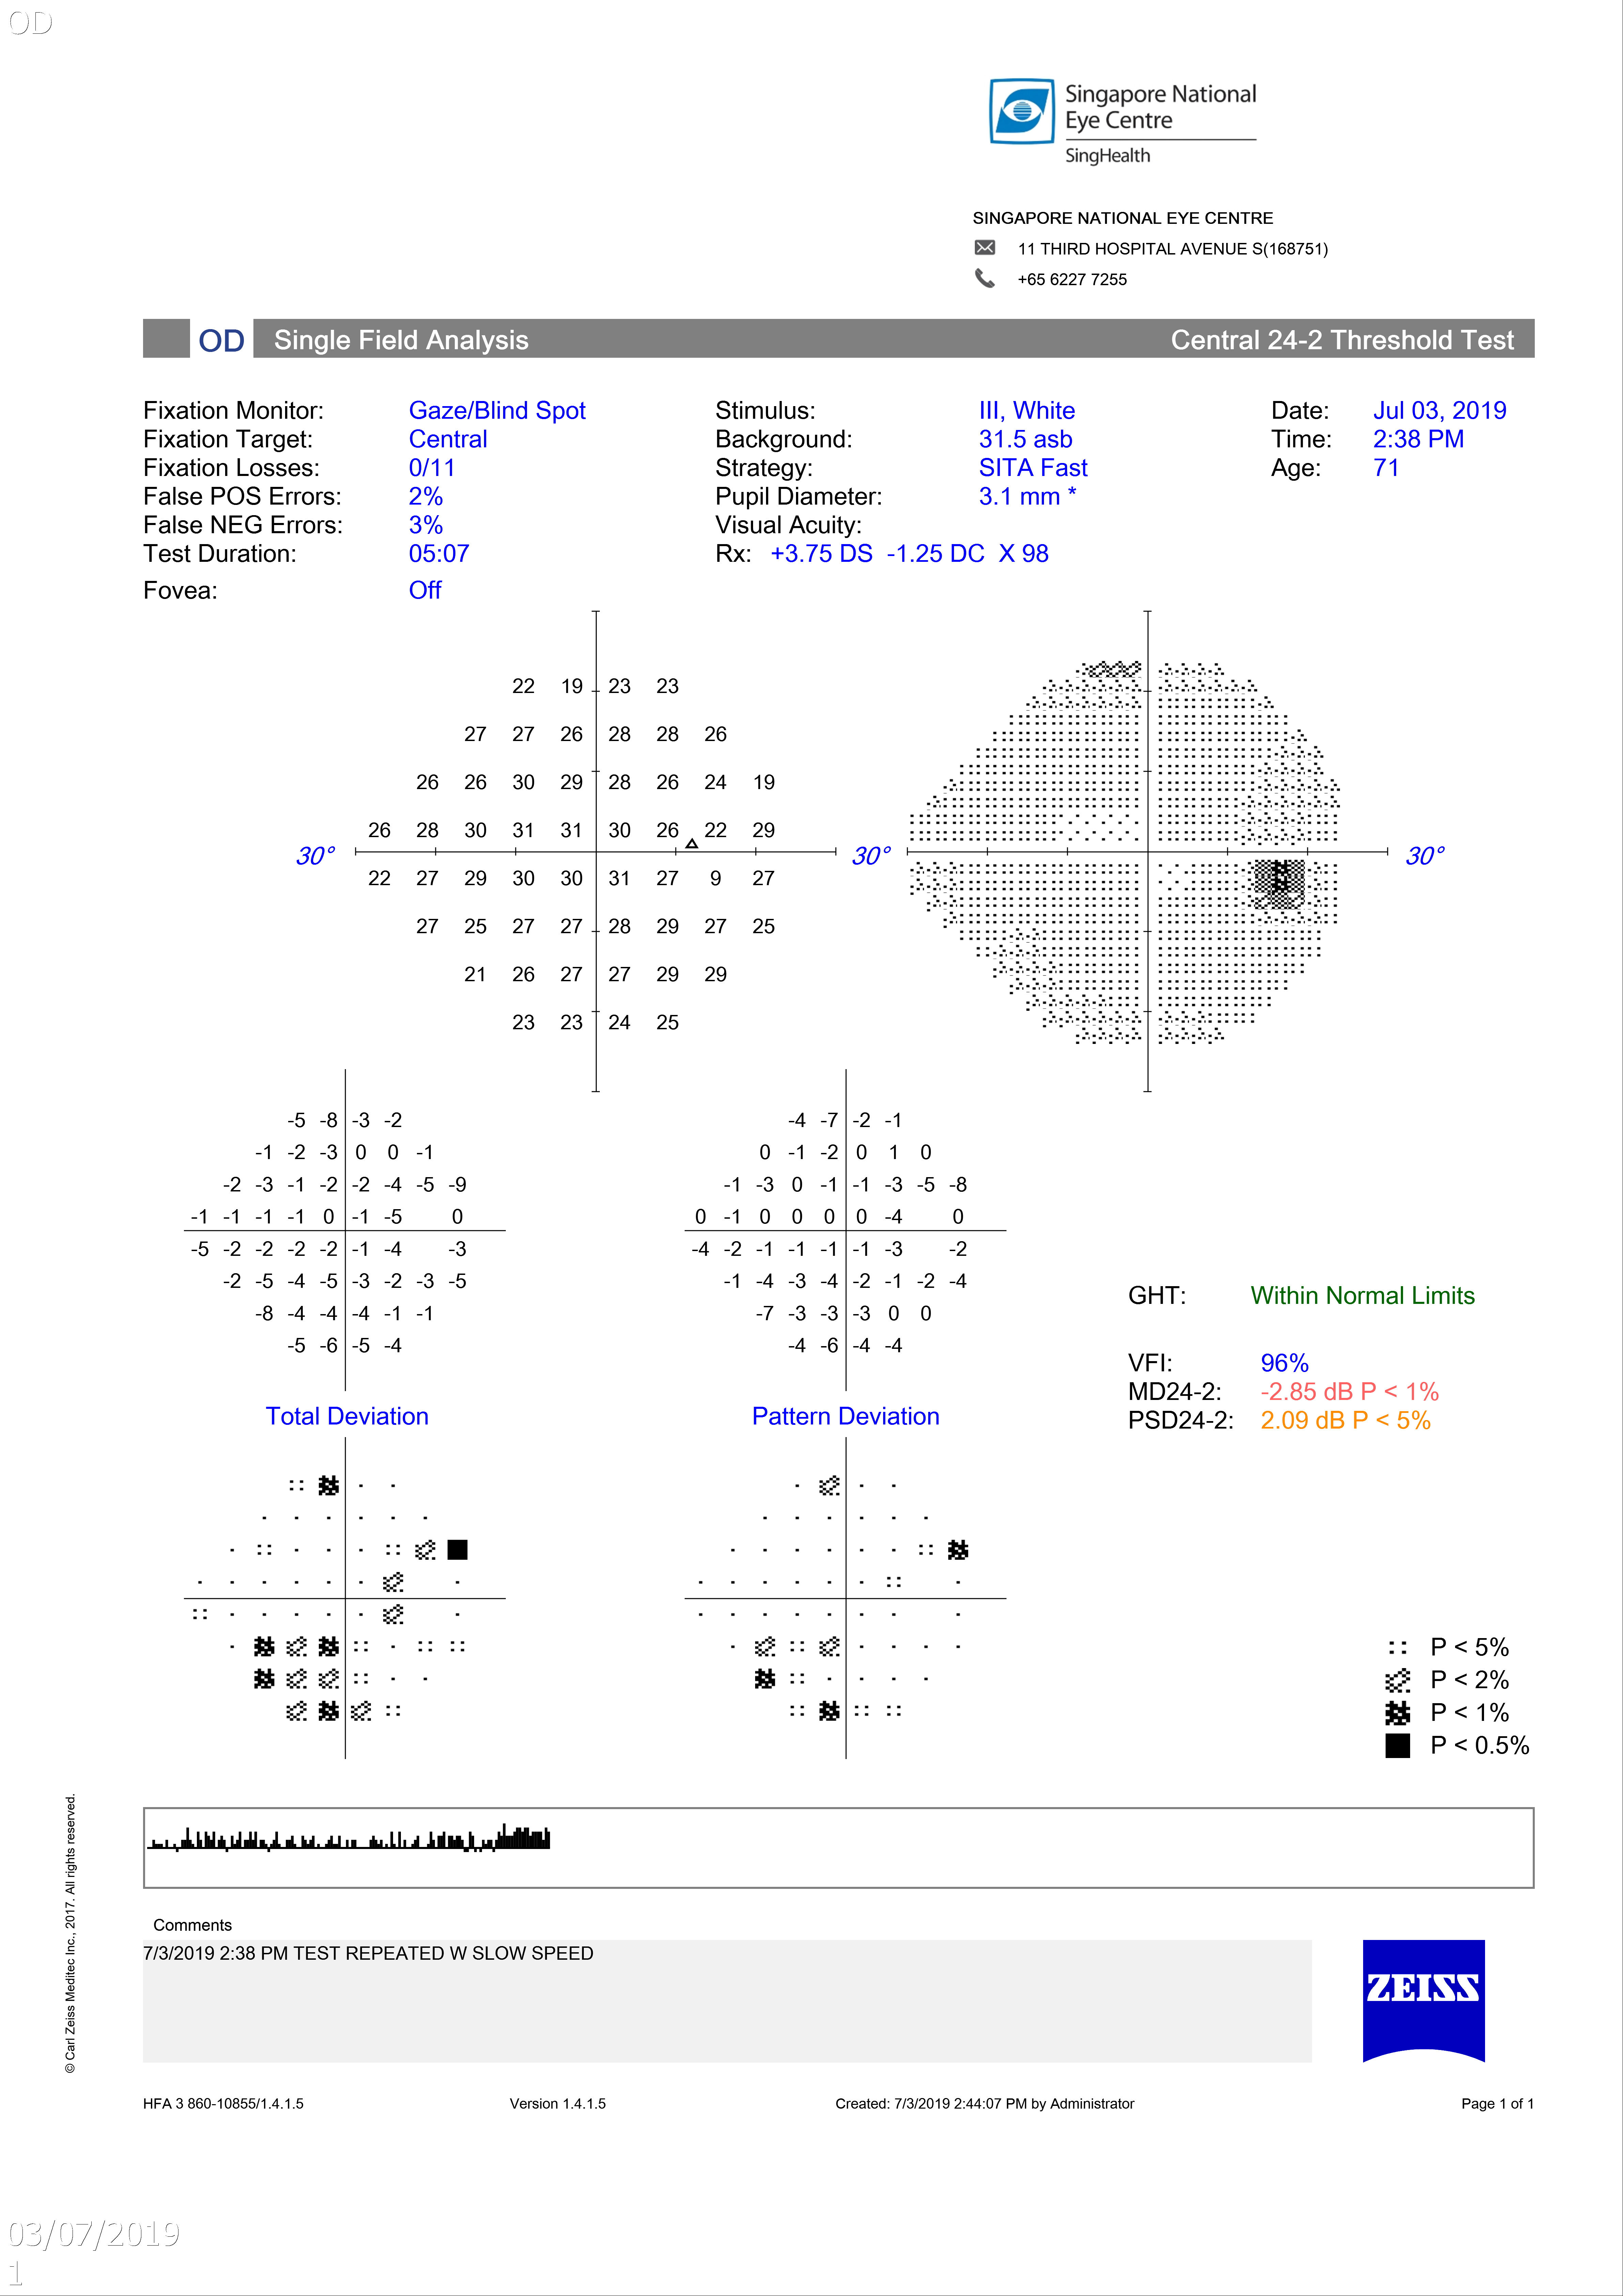 OD
Singapore National
Eye Centre
SingHealth
SINGAPORE NATIONAL EYE CENTRE
11 THIRD HOSPITAL AVENUE S(168751)
+65 6227 7255
OD Single Field Analysis Central 24-2 Threshold Test
Fixation Monitor: Gaze/Blind Spot Stimulus: III, White Date: Jul 03, 2019
Fixation Target: Central Background: 31.5 asb Time: 2:38 PM
Fixation Losses: 0/11 Strategy: SITA Fast Age: 71
False POS Errors: 2% Pupil Diameter: 3.1 mm *
False NEG Errors: 3% Visual Acuity:
Test Duration: 05:07 Rx: +3.75 DS -1.25 DC X 98
Fovea: Off
22 19 23 23
27 27 26 28 28 26
26 26 30 29 28 26 24 19
26 28 30 31 31 30 26 22 29
30° 30° 30°
22 27 29 30 30 31 27 9 27
27 25 27 27 28 29 27 25
21 26 27 27 29 29
23 23 24 25
-5 -8 -3 -2 -4 -7 -2 -1
-1 -2 -3 0 0 -1 0 -1 -2 0 1 0
-2 -3 -1 -2 -2 -4 -5 -9 -1 -3 0 -1 -1 -3 -5 -8
-1 -1 -1 -1 0 -1 -5 0 0 -1 0 0 0 0 -4 0
-5 -2 -2 -2 -2 -1 -4 -3 -4 -2 -1 -1 -1 -1 -3 -2
-2 -5 -4 -5 -3 -2 -3 -5 -1 -4 -3 -4 -2 -1 -2 -4
GHT: Within Normal Limits
-8 -4 -4 -4 -1 -1 -7 -3 -3 -3 0 0
-5 -6 -5 -4 -4 -6 -4 -4
VFI: 96%
MD24-2: -2.85 dB P < 1%
Total Deviation Pattern Deviation PSD24-2: 2.09 dB P < 5%
P < 5%
P < 2%
P < 1%
P < 0.5%
© Carl Zeiss Meditec Inc., 2017. All rights reserved.
Comments
7/3/2019 2:38 PM TEST REPEATED W SLOW SPEED
ZEISS
HFA 3 860-10855/1.4.1.5 Version 1.4.1.5 Created: 7/3/2019 2:44:07 PM by Administrator Page 1 of 1
03/07/2019
1